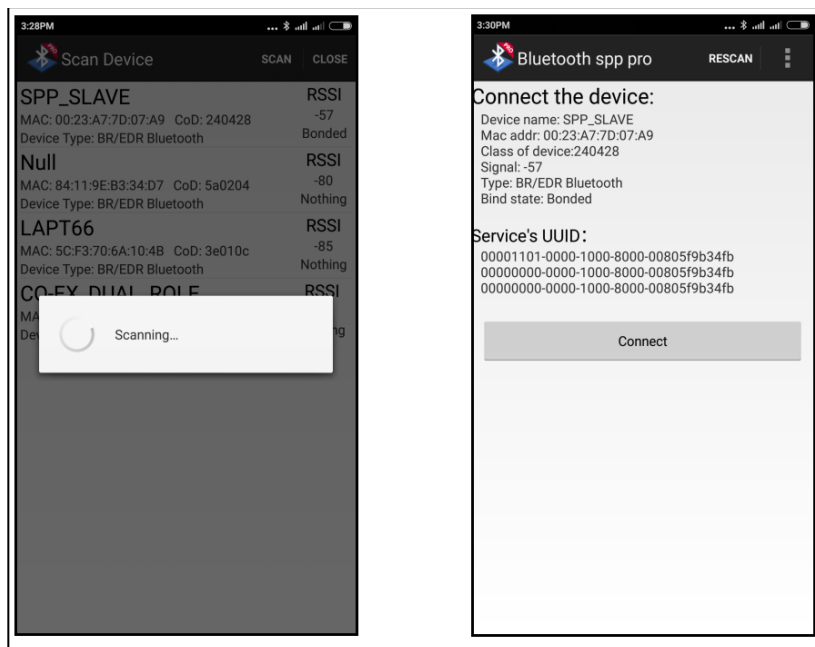 3:28PM
Scan Device SCAN CLOSE
SPP_SLAVE RSSI
MAC: 00:23:A7:7D:07:A9 CoD: 240428 -57
Device Type: BR/EDR Bluetooth Bonded
Null RSSI
MAC: 84:11:9E:B3:34:D7 CoD: 5a0204 -80
Device Type: BR/EDR Bluetooth Nothing
LAPT66 RSSI
MAC: 5C:F3:70:6A:10:4B CoD: 3e010c -85
Device Type: BR/EDR Bluetooth Nothing
CO-EX_DUAL_ROLE RSSI
Scanning...
3:30PM
Bluetooth spp pro RESCAN
Connect the device:
Device name: SPP_SLAVE
Mac addr: 00:23:A7:7D:07:A9
Class of device:240428
Signal: -57
Type: BR/EDR Bluetooth
Bind state: Bonded
Service's UUID:
00001101-0000-1000-8000-00805f9b34fb
00000000-0000-1000-8000-00805f9b34fb
00000000-0000-1000-8000-00805f9b34fb
Connect